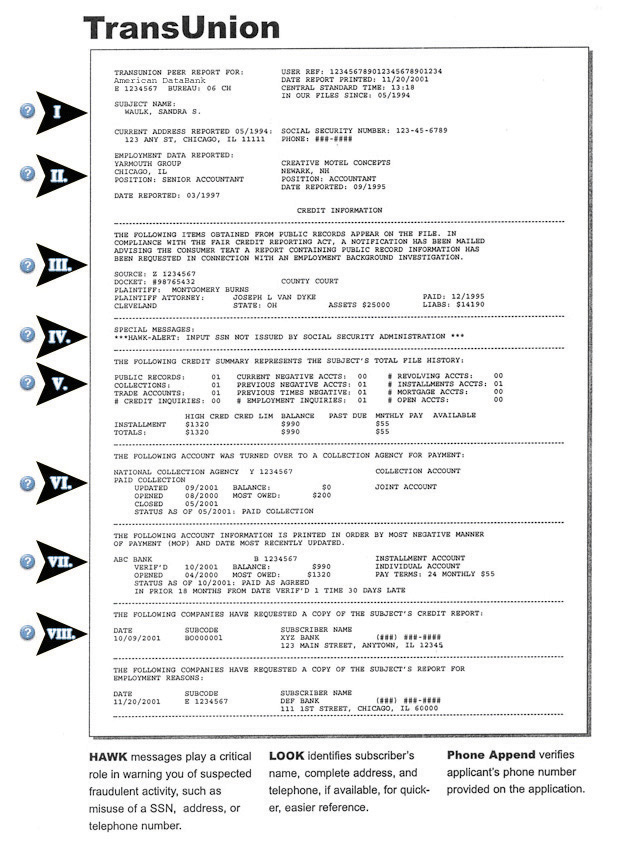 TransUnion
TRANSUNION PEER REPORT FOR: USER REF: 123456789012345678901234
American DataBank DATE REPORT PRINTED: 11/20/2001
E 1234567 BUREAU: 06 CH CENTRAL STANDARD TIME: 13:18
IN OUR FILES SINCE: 05/1994
? I
SUBJECT NAME:
WAULK, SANDRA S.
CURRENT ADDRESS REPORTED 05/1994: SOCIAL SECURITY NUMBER: 123-45-6789
123 ANY ST, CHICAGO, IL 11111 PHONE: ###-####
? II.
EMPLOYMENT DATA REPORTED:
YARMOUTH GROUP CREATIVE MOTEL CONCEPTS
CHICAGO, IL NEWARK, NH
POSITION: SENIOR ACCOUNTANT POSITION: ACCOUNTANT
DATE REPORTED: 09/1995
DATE REPORTED: 03/1997
CREDIT INFORMATION
? III.
THE FOLLOWING ITEMS OBTAINED FROM PUBLIC RECORDS APPEAR ON THE FILE. IN
COMPLIANCE WITH THE FAIR CREDIT REPORTING ACT, A NOTIFICATION HAS BEEN MAILED
ADVISING THE CONSUMER TEAT A REPORT CONTAINING PUBLIC RECORD INFORMATION HAS
BEEN REQUESTED IN CONNECTION WITH AN EMPLOYMENT BACKGROUND INVESTIGATION.
SOURCE: Z 1234567
DOCKET: #98765432 COUNTY COURT
PLAINTIFF: MONTGOMERY BURNS
PLAINTIFF ATTORNEY: JOSEPH L VAN DYKE PAID: 12/1995
CLEVELAND STATE: OH ASSETS $25000 LIABS: $14190
? IV.
SPECIAL MESSAGES:
***HAWK-ALERT: INPUT SSN NOT ISSUED BY SOCIAL SECURITY ADMINISTRATION ***
? V.
THE FOLLOWING CREDIT SUMMARY REPRESENTS THE SUBJECT'S TOTAL FILE HISTORY:
PUBLIC RECORDS: 01 CURRENT NEGATIVE ACCTS: 00 # REVOLVING ACCTS: 00
COLLECTIONS: 01 PREVIOUS NEGATIVE ACCTS: 01 # INSTALLMENTS ACCTS: 01
TRADE ACCOUNTS: 01 PREVIOUS TIMES NEGATIVE: 01 # MORTGAGE ACCTS: 00
# CREDIT INQUIRIES: 00 # EMPLOYMENT INQUIRIES: 01 # OPEN ACCTS: 00
HIGH CRED CRED LIM BALANCE PAST DUE MNTHLY PAY AVAILABLE
INSTALLMENT $1320 $990 $55
TOTALS: $1320 $990 $55
? VI.
THE FOLLOWING ACCOUNT WAS TURNED OVER TO A COLLECTION AGENCY FOR PAYMENT:
NATIONAL COLLECTION AGENCY Y 1234567 COLLECTION ACCOUNT
PAID COLLECTION
UPDATED 09/2001 BALANCE: $0 JOINT ACCOUNT
OPENED 08/2000 MOST OWED: $200
CLOSED 05/2001
STATUS AS OF 05/2001: PAID COLLECTION
? VII.
THE FOLLOWING ACCOUNT INFORMATION IS PRINTED IN ORDER BY MOST NEGATIVE MANNER
OF PAYMENT (MOP) AND DATE MOST RECENTLY UPDATED.
ABC BANK B 1234567 INSTALLMENT ACCOUNT
VERIF'D 10/2001 BALANCE: $990 INDIVIDUAL ACCOUNT
OPENED 04/2000 MOST OWED: $1320 PAY TERMS: 24 MONTHLY $55
STATUS AS OF 10/2001: PAID AS AGREED
IN PRIOR 18 MONTHS FROM DATE VERIF'D 1 TIME 30 DAYS LATE
? VIII.
THE FOLLOWING COMPANIES HAVE REQUESTED A COPY OF THE SUBJECT'S CREDIT REPORT:
DATE SUBCODE SUBSCRIBER NAME
10/09/2001 BO000001 XYZ BANK (###) ###-####
123 MAIN STREET, ANYTOWN, IL 12345
THE FOLLOWING COMPANIES HAVE REQUESTED A COPY OF THE SUBJECT'S REPORT FOR
EMPLOYMENT REASONS:
DATE SUBCODE SUBSCRIBER NAME
11/20/2001 E 1234567 DEF BANK (###) ###-####
111 1ST STREET, CHICAGO, IL 60000
HAWK messages play a critical
role in warning you of suspected
fraudulent activity, such as
misuse of a SSN, address, or
telephone number.
LOOK identifies subscriber's
name, complete address, and
telephone, if available, for quick-
er, easier reference.
Phone Append verifies
applicant's phone number
provided on the application.